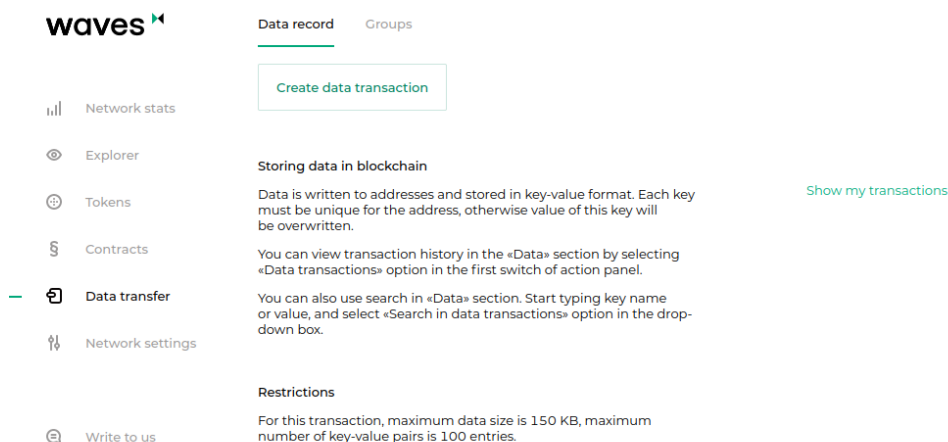 waves
Data record
Groups
Create data transaction
Network stats
Explorer
Tokens
Contracts
Data transfer
Network settings
Write to us
Storing data in blockchain
Data is written to addresses and stored in key-value format. Each key
must be unique for the address, otherwise value of this key will
be overwritten.
You can view transaction history in the «Data» section by selecting
«Data transactions» option in the first switch of action panel.
You can also use search in «Data» section. Start typing key name
or value, and select «Search in data transactions» option in the drop-
down box.
Show my transactions
Restrictions
For this transaction, maximum data size is 150 KB, maximum
number of key-value pairs is 100 entries.